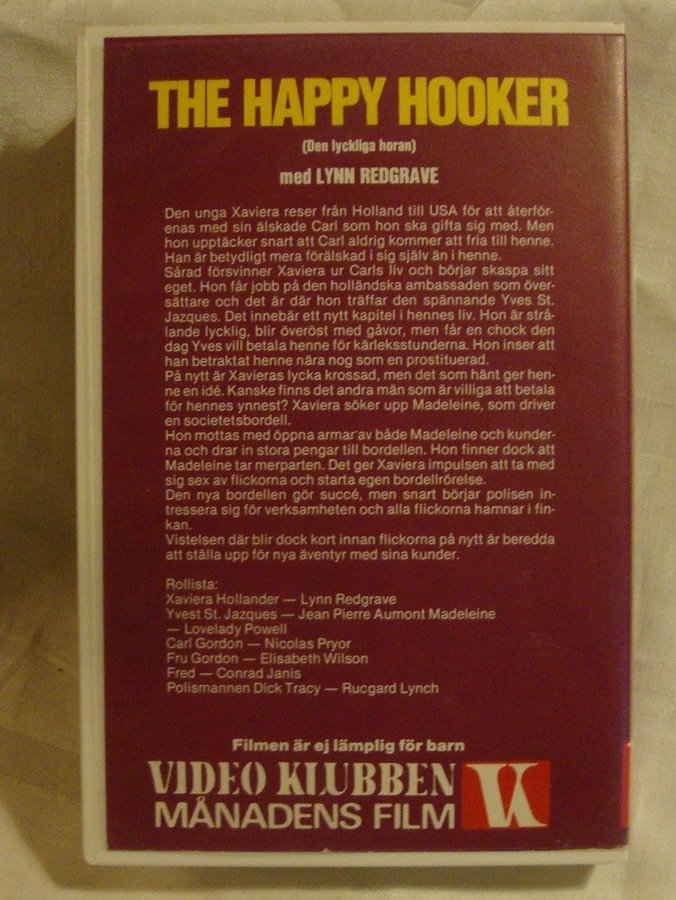 THE HAPPY HOOKER
(Den lyckliga horan)
med LYNN REDGRAVE
Den unga Xaviera reser från Holland till USA för att återför-
enas med sin älskade Carl som hon ska gifta sig med. Men
hon upptäcker snart att Carl aldrig kommer att fria till henne.
Han är betydligt mera förälskad i sig själv än i henne.
Sårad försvinner Xaviera ur Carls liv och börjar skaspa sitt
eget. Hon får jobb på den holländska ambassaden som över-
sättare och det är där hon träffar den spännande Yves St.
Jazques. Det innebär ett nytt kapitel i hennes liv. Hon är strå-
lande lycklig, blir överöst med gåvor, men får en chock den
dag Yves vill betala henne för kärleksstunderna. Hon inser att
han betraktat henne nära nog som en prostituerad.
På nytt är Xavieras lycka krossad, men det som hänt ger hen-
ne en idé. Kanske finns det andra män som är villiga att betala
för hennes ynnest? Xaviera söker upp Madeleine, som driver
en societetsbordell.
Hon mottas med öppna armar av både Madeleine och kunder-
na och drar in stora pengar till bordellen. Hon finner dock att
Madeleine tar merparten. Det ger Xaviera impulsen att ta med
sig sex av flickorna och starta egen bordellrörelse.
Den nya bordellen gör succé, men snart börjar polisen in-
tressera sig för verksamheten och alla flickorna hamnar i fin-
kan.
Vistelsen där blir dock kort innan flickorna på nytt är beredda
att ställa upp för nya äventyr med sina kunder.
Rollista:
Xaviera Hollander — Lynn Redgrave
Yvest St. Jazques — Jean Pierre Aumont Madeleine
— Lovelady Powell
Carl Gordon — Nicolas Pryor
Fru Gordon — Elisabeth Wilson
Fred — Conrad Janis
Polismannen Dick Tracy — Rucgard Lynch
Filmen är ej lämplig för barn
VIDEO KLUBBEN VK
MÅNADENS FILM